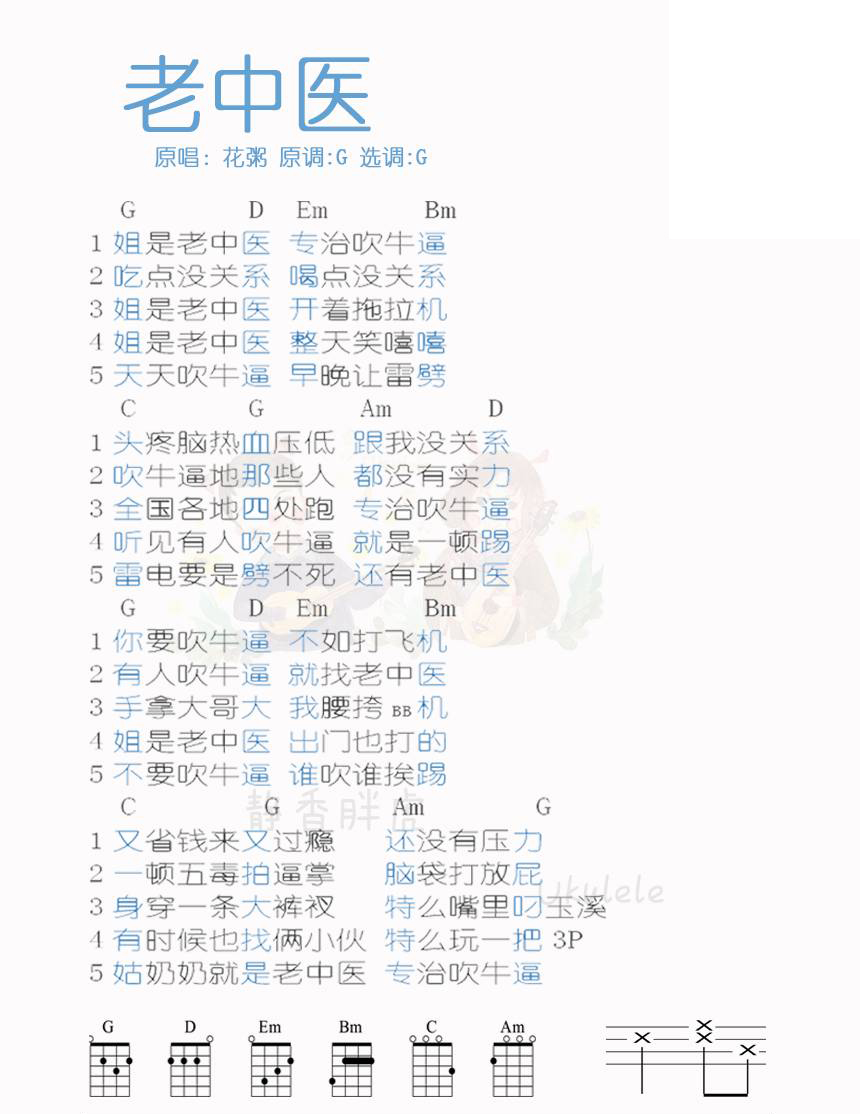 老中医
原唱：花粥 原调:G 选调:G
G D Em Bm
1 姐是老中医 专治吹牛逼
2 吃点没关系 喝点没关系
3 姐是老中医 开着拖拉机
4 姐是老中医 整天笑嘻嘻
5 天天吹牛逼 早晚让雷劈
C G Am D
1 头疼脑热血压低 跟我没关系
2 吹牛逼地那些人 都没有实力
3 全国各地四处跑 专治吹牛逼
4 听见有人吹牛逼 就是一顿踢
5 雷电要是劈不死 还有老中医
G D Em Bm
1 你要吹牛逼 不如打飞机
2 有人吹牛逼 就找老中医
3 手拿大哥大 我腰挎 BB 机
4 姐是老中医 出门也打的
5 不要吹牛逼 谁吹谁挨踢
静香胖虎
C G Am G
1 又省钱来又过瘾 还没有压力
2 一顿五毒拍逼掌 脑袋打放屁
Ukulele
3 身穿一条大裤衩 特么嘴里叼玉溪
4 有时候也找俩小伙 特么玩一把 3P
5 姑奶奶就是老中医 专治吹牛逼
G D Em Bm C Am